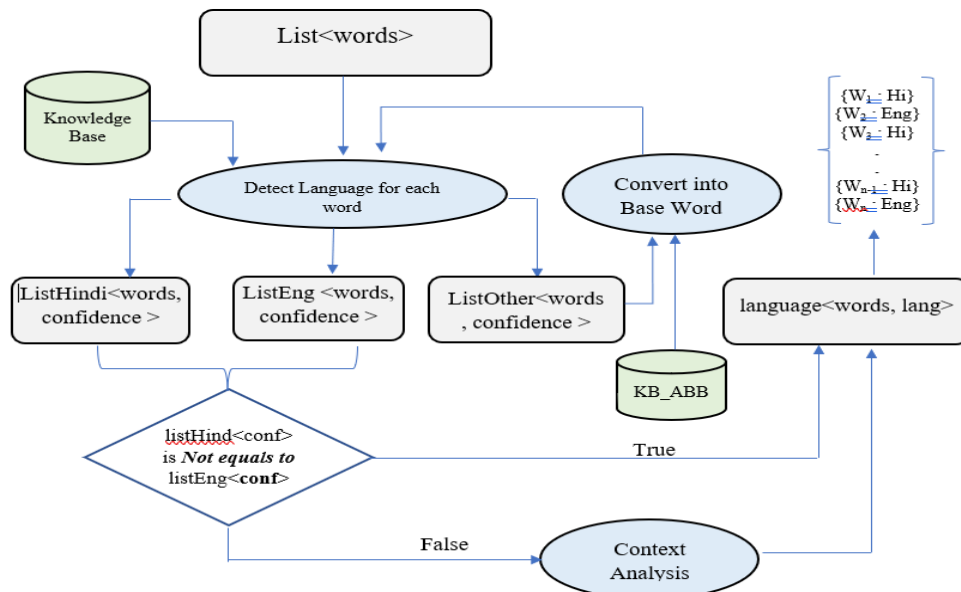 List<words>
Knowledge
Base
Detect Language for each
word
Convert into
Base Word
{W1 : Hi}
{W2 : Eng}
{W3 : Hi}
-
-
{Wn-1 : Hi}
{Wn : Eng}
ListHindi<words,
confidence >
ListEng <words,
confidence >
ListOther<words
, confidence >
language<words, lang>
KB_ABB
listHind<conf>
is Not equals to
listEng<conf>
True
False
Context
Analysis